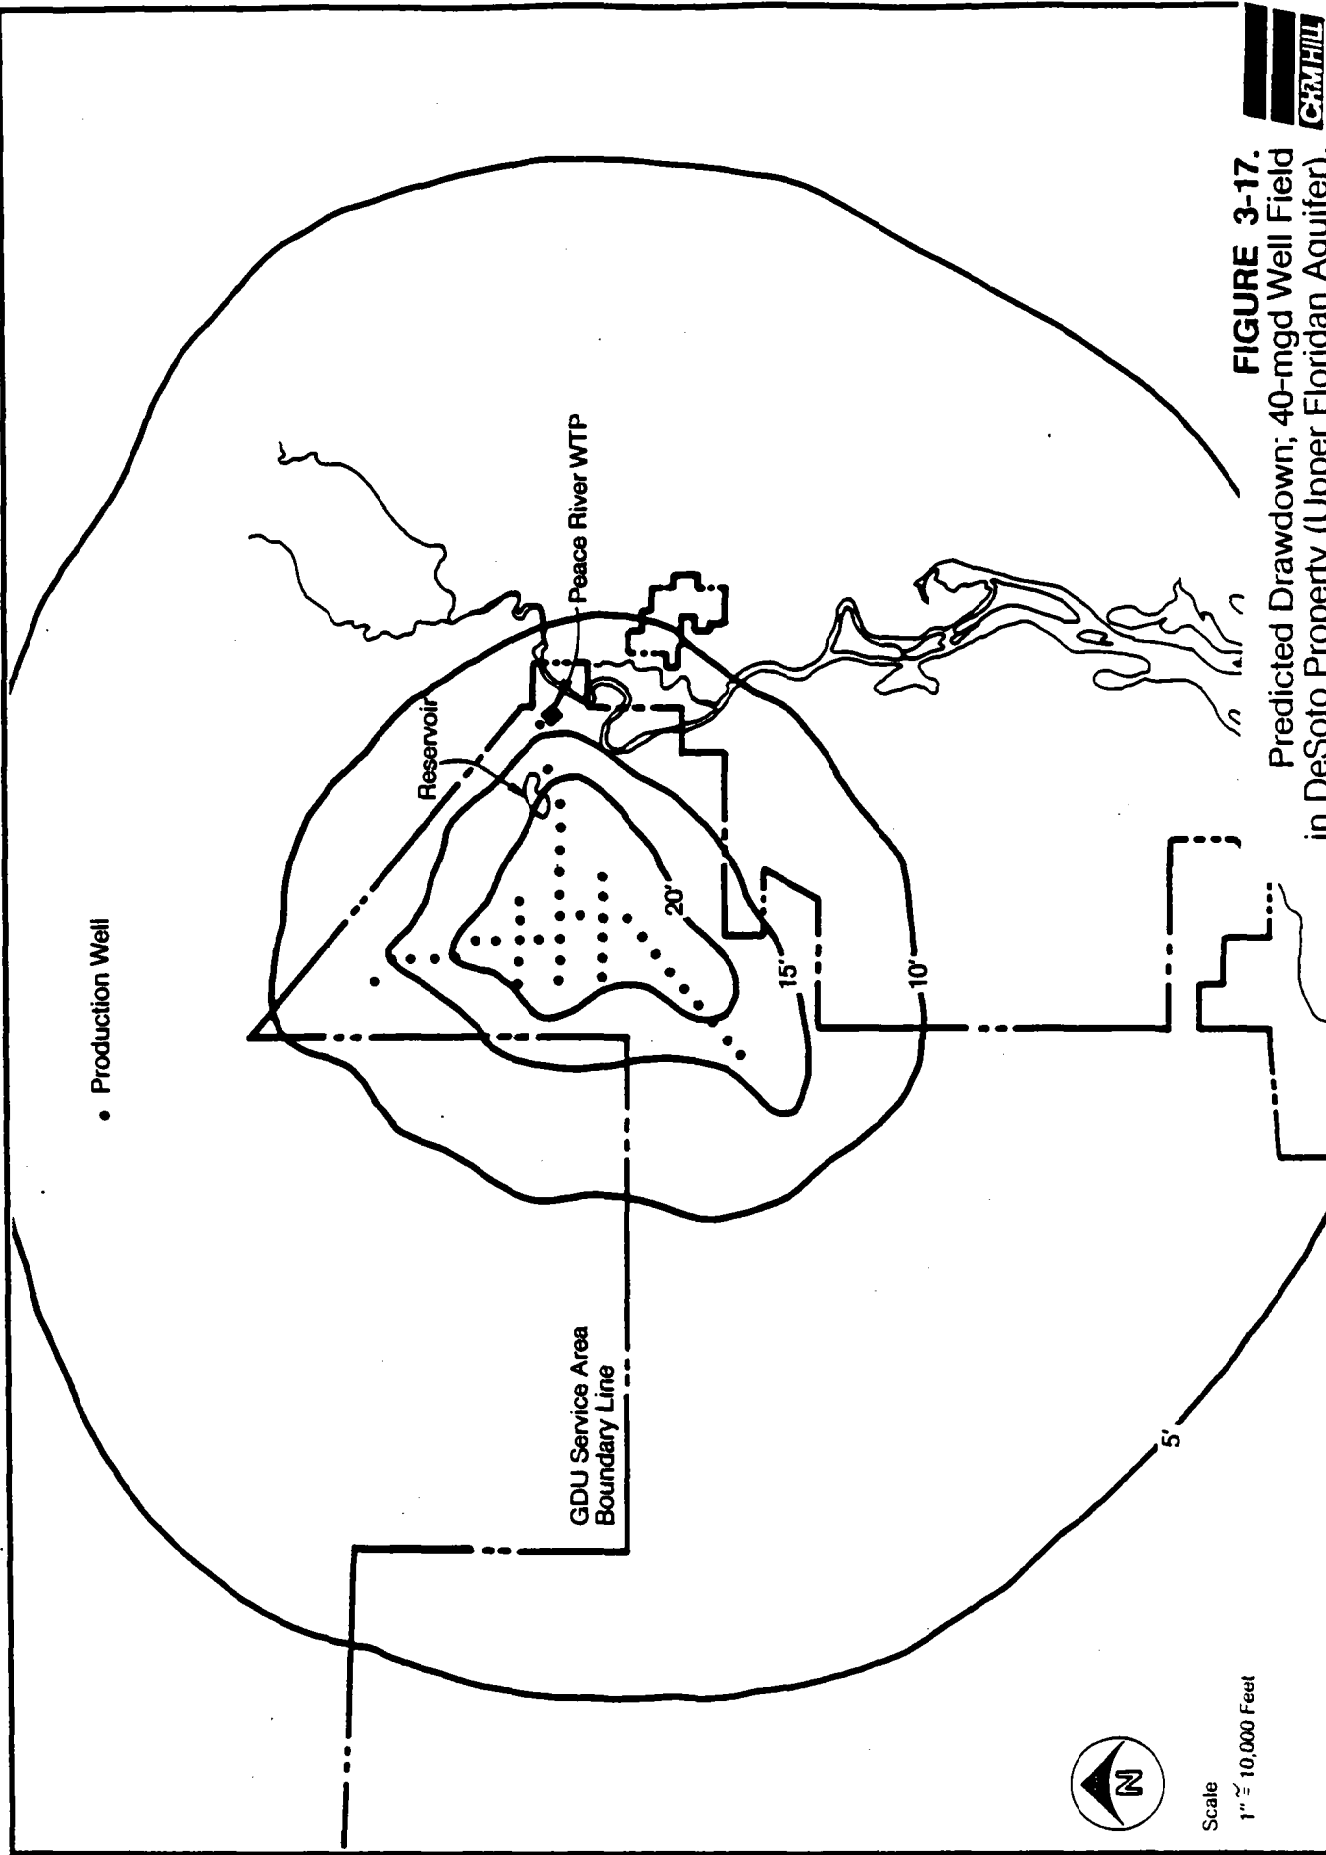 • Production Well
Reservoir
Peace River WTP
GDU Service Area
Boundary Line
20'
15'
10'
5'
N
Scale
1" ≅ 10,000 Feet
FIGURE 3-17.
Predicted Drawdown; 40-mgd Well Field
in DeSoto Property (Upper Floridan Aquifer).
CH2M HILL